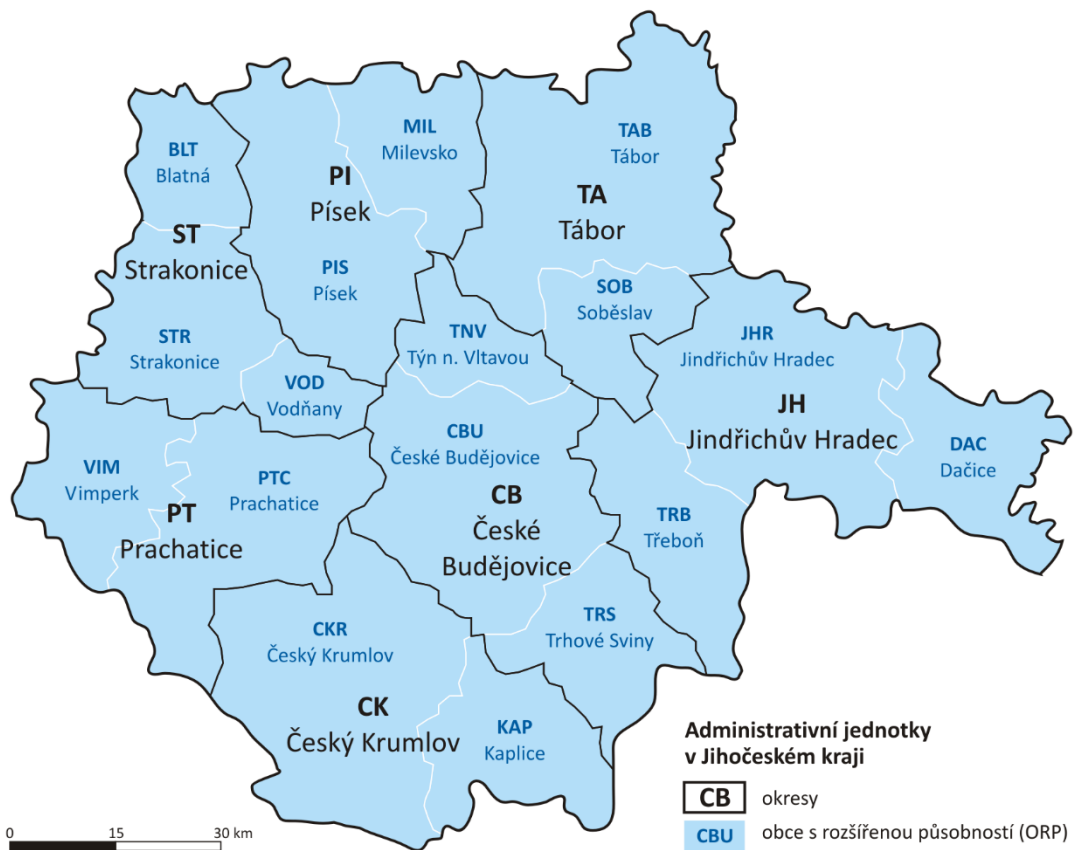 MIL
Milevsko
TAB
Tábor
BLT
Blatná
PI
Písek
TA
Tábor
ST
Strakonice
PIS
Písek
SOB
Soběslav
TNV
Týn n. Vltavou
STR
Strakonice
JHR
Jindřichův Hradec
VOD
Vodňany
JH
Jindřichův Hradec
CBU
České Budějovice
DAC
Dačice
VIM
Vimperk
PTC
Prachatice
CB
České
Budějovice
PT
Prachatice
TRB
Třeboň
TRS
Trhové Sviny
CKR
Český Krumlov
CK
Český Krumlov
KAP
Kaplice
Administrativní jednotky
v Jihočeském kraji
CB okresy
CBU obce s rozšířenou působností (ORP)
0 15 30 km